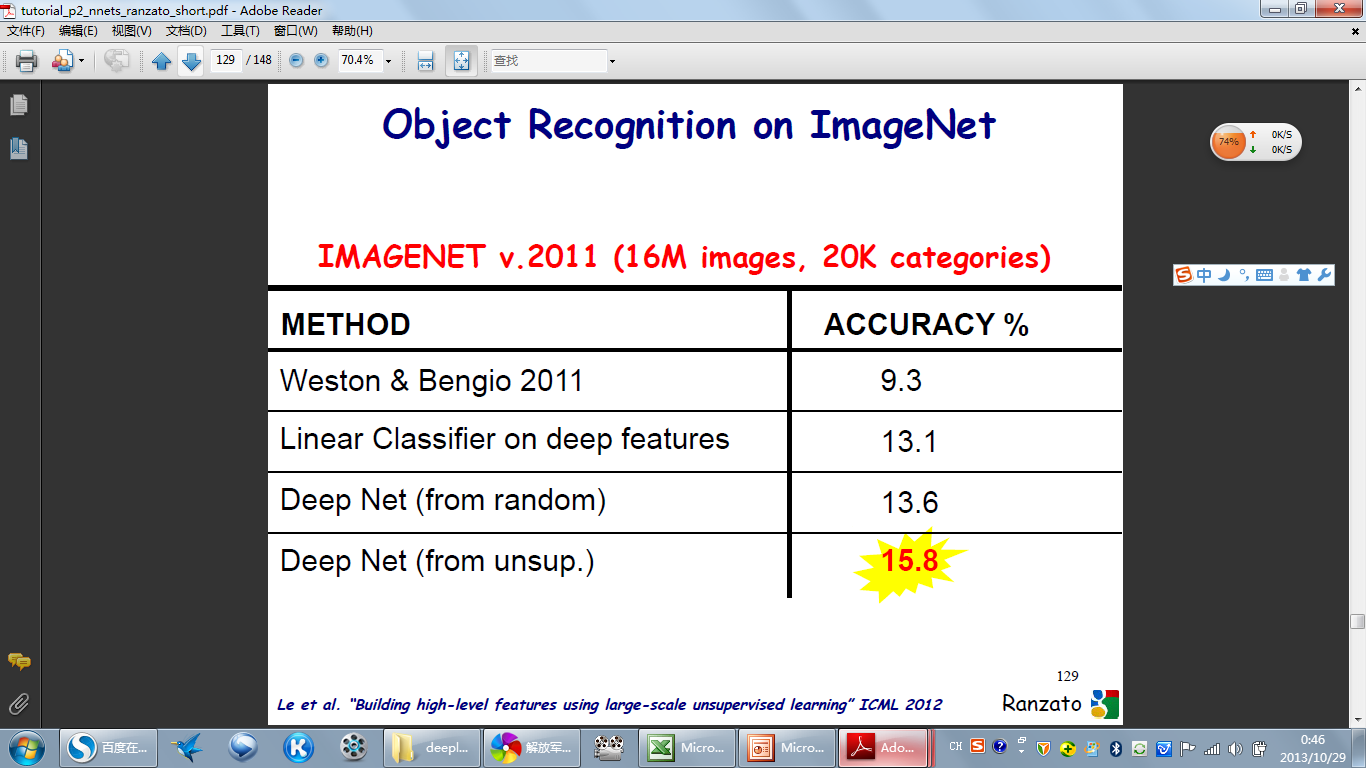 tutorial_p2_nnets_ranzato_short.pdf - Adobe Reader
文件(F) 编辑(E) 视图(V) 文档(D) 工具(T) 窗口(W) 帮助(H)
129 / 148 70.4% 查找
Object Recognition on ImageNet
74% 0K/S
0K/S
IMAGENET v.2011 (16M images, 20K categories)
中
METHOD ACCURACY %
Weston & Bengio 2011 9.3
Linear Classifier on deep features 13.1
Deep Net (from random) 13.6
Deep Net (from unsup.) 15.8
129
Le et al. “Building high-level features using large-scale unsupervised learning” ICML 2012 Ranzato
百度在... deepl... 解放军... Micro... Micro... Ado... CH 0:46
2013/10/29